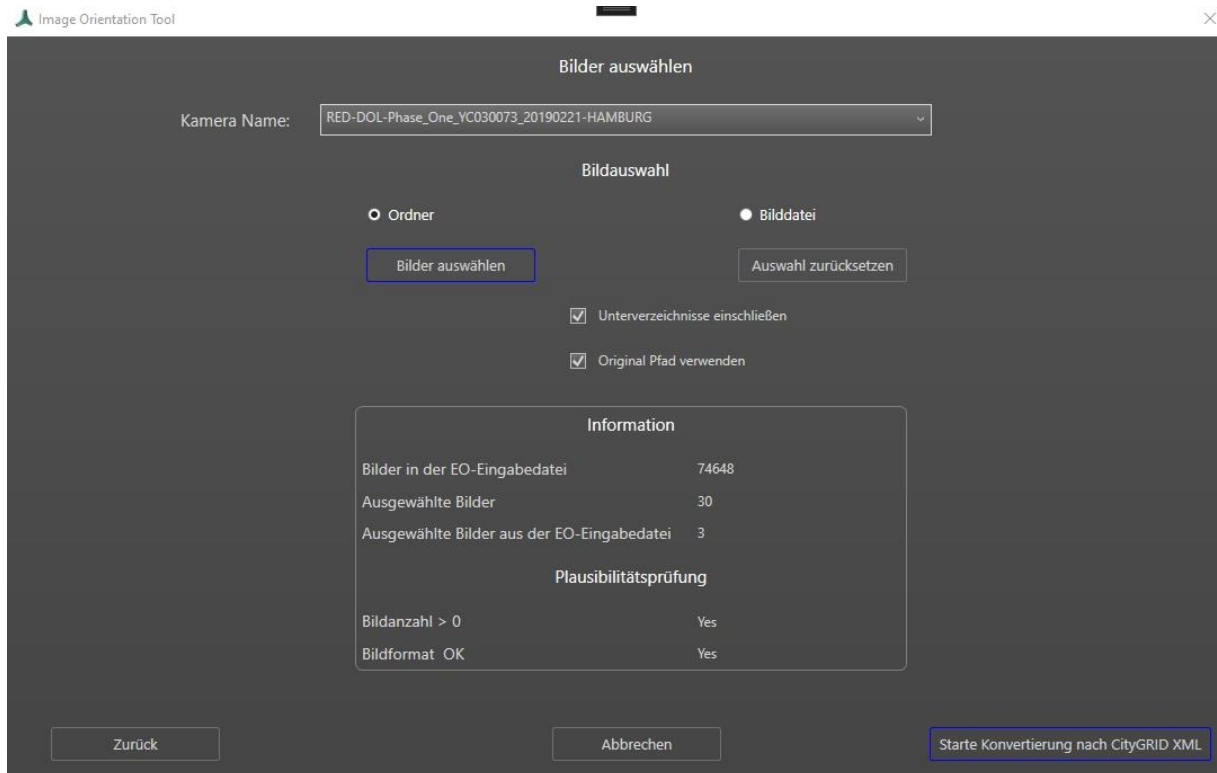 Image Orientation Tool
Bilder auswählen
Kamera Name: RED-DOL-Phase_One_YC030073_20190221-HAMBURG
Bildauswahl
Ordner Bilddatei
Bilder auswählen Auswahl zurücksetzen
Unterverzeichnisse einschließen
Original Pfad verwenden
Information
Bilder in der EO-Eingabedatei 74648
Ausgewählte Bilder 30
Ausgewählte Bilder aus der EO-Eingabedatei 3
Plausibilitätsprüfung
Bildanzahl > 0 Yes
Bildformat OK Yes
Zurück Abbrechen Starte Konvertierung nach CityGRID XML